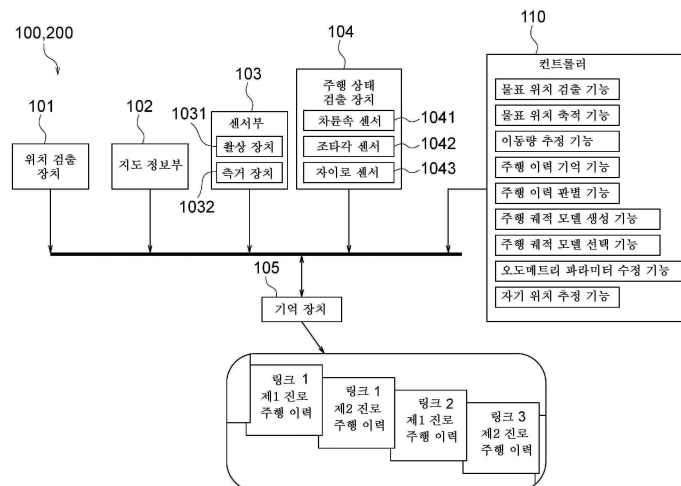 100,200
101
위치 검출
장치
102
지도 정보부
103
센서부
1031
촬상 장치
측거 장치
1032
104
주행 상태
검출 장치
차륜속 센서
1041
조타각 센서
1042
자이로 센서
1043
110
컨트롤러
물표 위치 검출 기능
물표 위치 축적 기능
이동량 추정 기능
주행 이력 기억 기능
주행 이력 판별 기능
주행 궤적 모델 생성 기능
주행 궤적 모델 선택 기능
오도메트리 파라미터 수정 기능
자기 위치 추정 기능
105
기억 장치
링크 1
제1 진로
주행 이력
링크 1
제2 진로
주행 이력
링크 2
제1 진로
주행 이력
링크 3
제2 진로
주행 이력